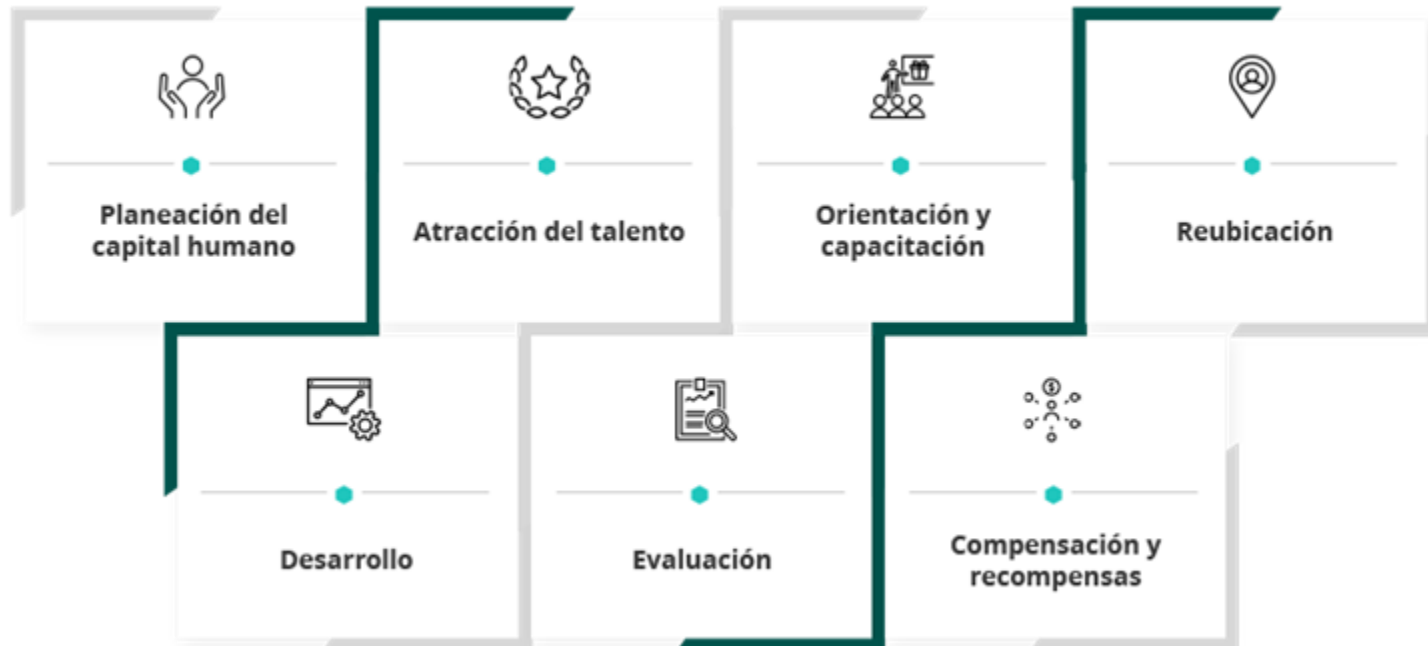 Planeación del
capital humano
Atracción del talento
Orientación y
capacitación
Reubicación
Desarrollo
Evaluación
Compensación y
recompensas